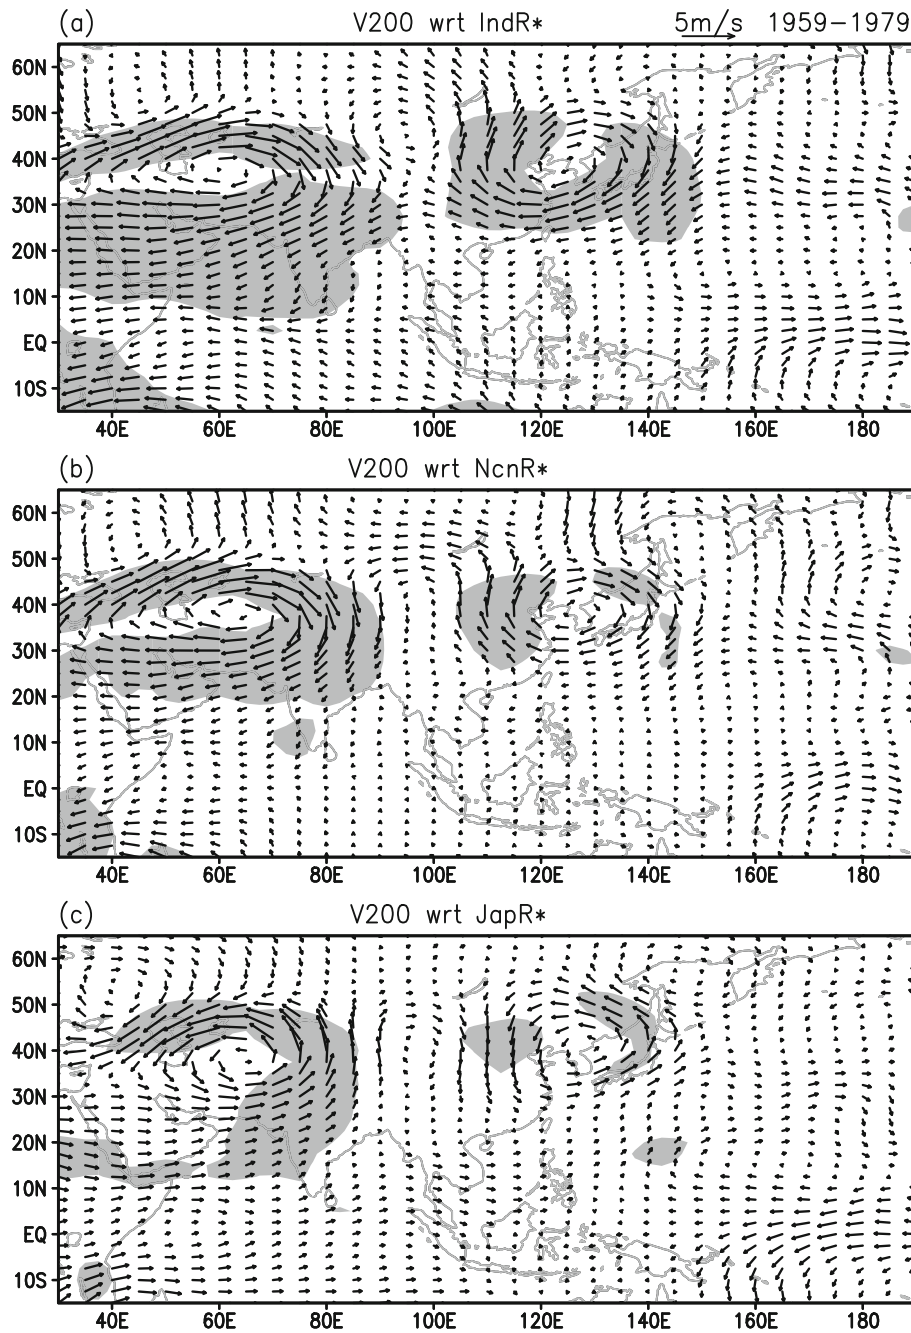 (a) V200 wrt IndR* 5m/s 1959−1979
60N
50N
40N
30N
20N
10N
EQ
10S
40E 60E 80E 100E 120E 140E 160E 180
(b) V200 wrt NcnR*
60N
50N
40N
30N
20N
10N
EQ
10S
40E 60E 80E 100E 120E 140E 160E 180
(c) V200 wrt JapR*
60N
50N
40N
30N
20N
10N
EQ
10S
40E 60E 80E 100E 120E 140E 160E 180